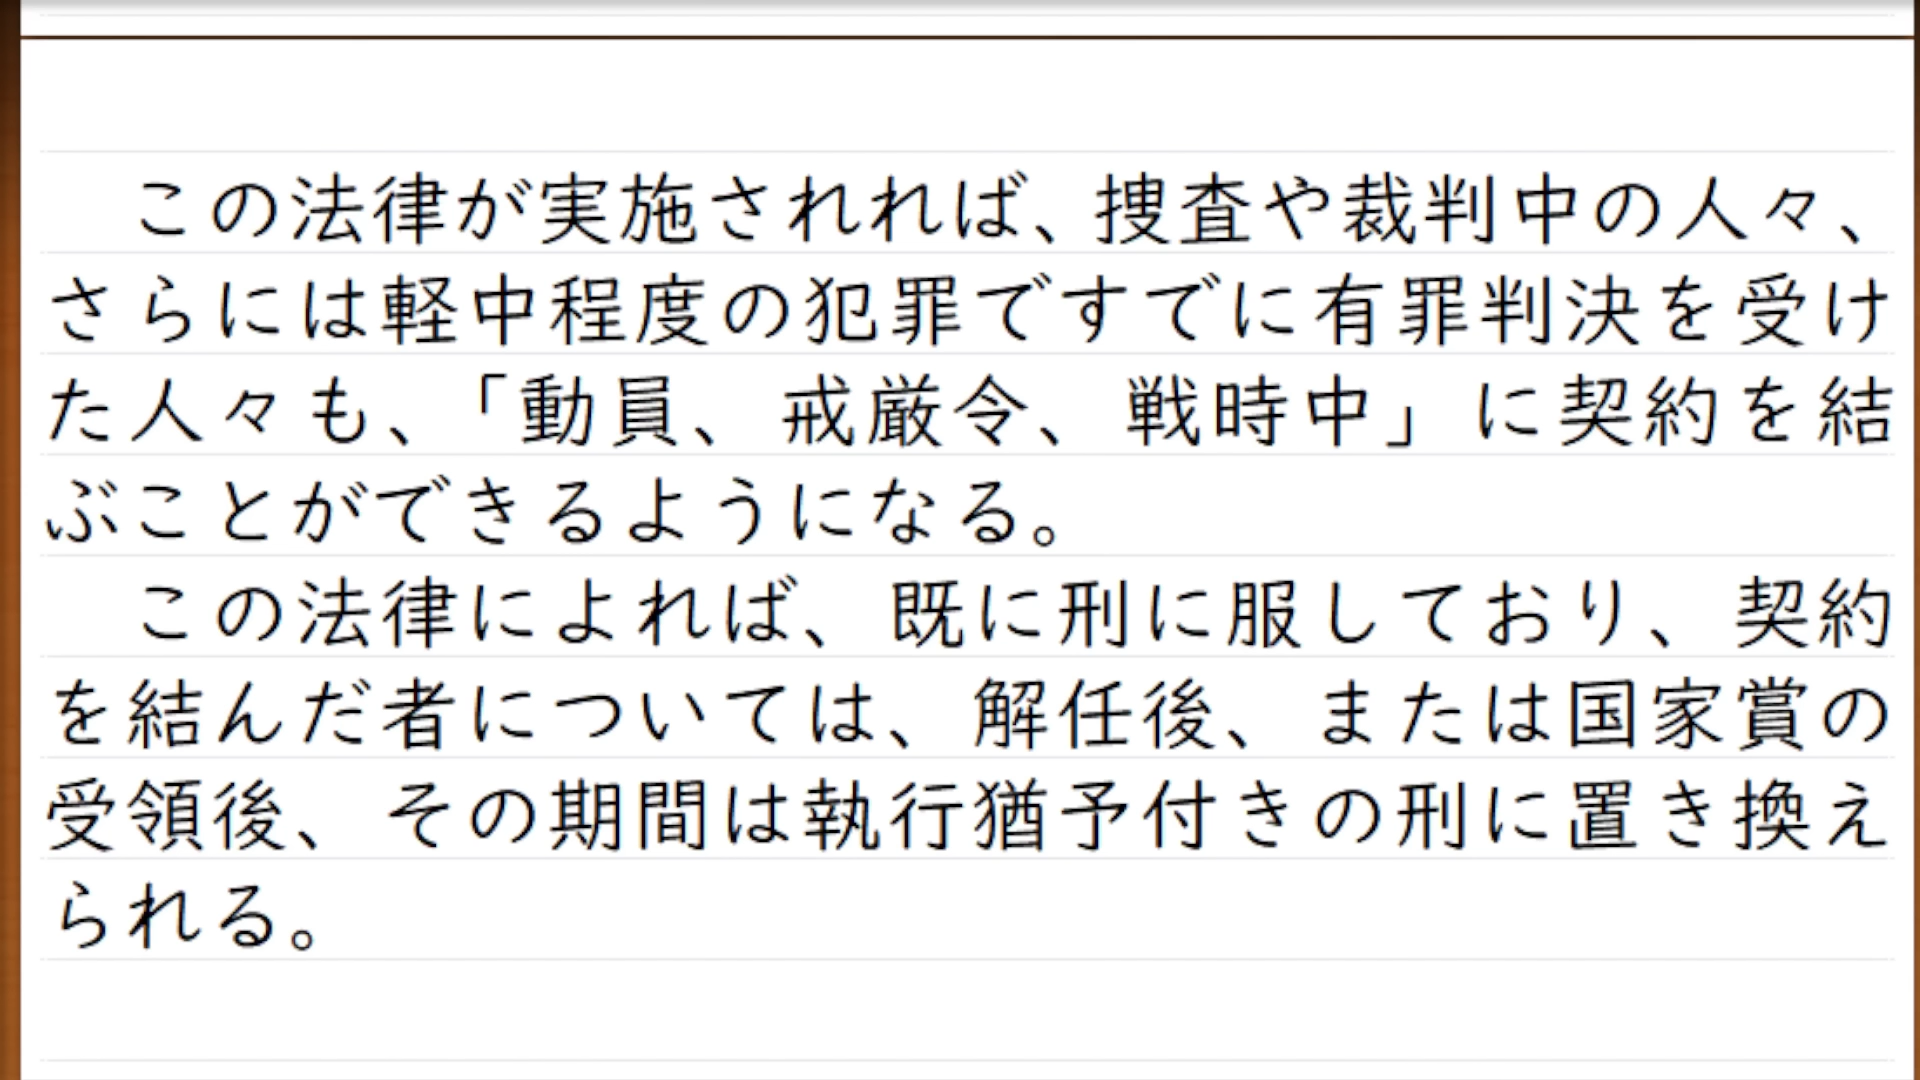 この法律が実施されれば、捜査や裁判中の人々、
さらには軽中程度の犯罪ですでに有罪判決を受け
た人々も、「動員、戒厳令、戦時中」に契約を結
ぶことができるようになる。
この法律によれば、既に刑に服しており、契約
を結んだ者については、解任後、または国家賞の
受領後、その期間は執行猶予付きの刑に置き換え
られる。